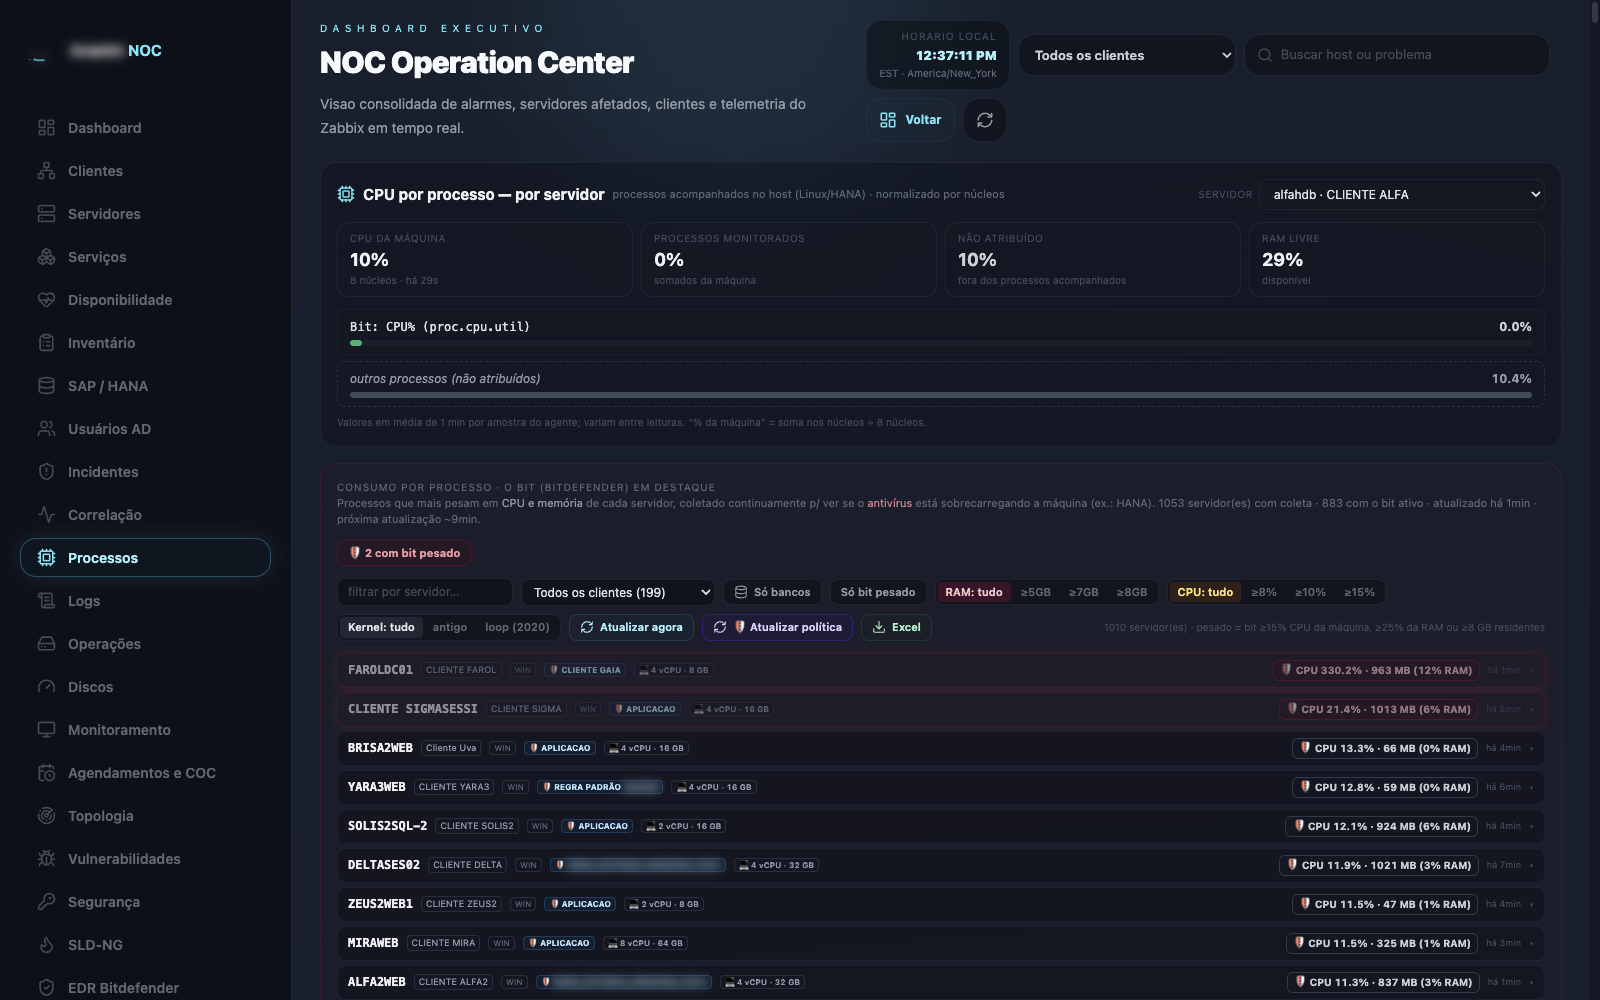 NOC
Dashboard
Clientes
Servidores
Serviços
Disponibilidade
Inventário
SAP / HANA
Usuários AD
Incidentes
Correlação
Processos
Logs
Operações
Discos
Monitoramento
Agendamentos e COC
Topologia
Vulnerabilidades
Segurança
SLD-NG
EDR Bitdefender
DASHBOARD EXECUTIVO
NOC Operation Center
Visao consolidada de alarmes, servidores afetados, clientes e telemetria do
Zabbix em tempo real.
HORARIO LOCAL
12:37:11 PM
EST · America/New_York
Todos os clientes
Buscar host ou problema
Voltar
CPU por processo — por servidor processos acompanhados no host (Linux/HANA) · normalizado por núcleos
SERVIDOR alfahdb · CLIENTE ALFA
CPU DA MÁQUINA
10%
8 núcleos · há 29s
PROCESSOS MONITORADOS
0%
somados da máquina
NÃO ATRIBUÍDO
10%
fora dos processos acompanhados
RAM LIVRE
29%
disponível
Bit: CPU% (proc.cpu.util) 0.0%
outros processos (não atribuídos) 10.4%
Valores em média de 1 min por amostra do agente; variam entre leituras. "% da máquina" = soma nos núcleos ÷ 8 núcleos.
CONSUMO POR PROCESSO · O BIT (BITDEFENDER) EM DESTAQUE
Processos que mais pesam em CPU e memória de cada servidor, coletado continuamente p/ ver se o antivírus está sobrecarregando a máquina (ex.: HANA). 1053 servidor(es) com coleta · 883 com o bit ativo · atualizado há 1min ·
próxima atualização ~9min.
2 com bit pesado
filtrar por servidor... Todos os clientes (199) Só bancos Só bit pesado RAM: tudo ≥5GB ≥7GB ≥8GB CPU: tudo ≥8% ≥10% ≥15%
Kernel: tudo antigo loop (2020) Atualizar agora Atualizar política Excel 1010 servidor(es) · pesado = bit ≥15% CPU da máquina, ≥25% da RAM ou ≥8 GB residentes
FAROLDC01 CLIENTE FAROL WIN CLIENTE GAIA 4 vCPU · 8 GB CPU 330.2% · 963 MB (12% RAM) há 1min
CLIENTE SIGMASESSI CLIENTE SIGMA WIN APLICACAO 4 vCPU · 16 GB CPU 21.4% · 1013 MB (6% RAM) há 5min
BRISA2WEB Cliente Uva WIN APLICACAO 4 vCPU · 16 GB CPU 13.3% · 66 MB (0% RAM) há 4min
YARA3WEB CLIENTE YARA3 WIN REGRA PADRÃO 4 vCPU · 16 GB CPU 12.8% · 59 MB (0% RAM) há 6min
SOLIS2SQL-2 CLIENTE SOLIS2 WIN APLICACAO 2 vCPU · 16 GB CPU 12.1% · 924 MB (6% RAM) há 4min
DELTASES02 CLIENTE DELTA WIN 4 vCPU · 32 GB CPU 11.9% · 1021 MB (3% RAM) há 7min
ZEUS2WEB1 CLIENTE ZEUS2 WIN APLICACAO 2 vCPU · 8 GB CPU 11.5% · 47 MB (1% RAM) há 4min
MIRAWEB CLIENTE MIRA WIN APLICACAO 8 vCPU · 64 GB CPU 11.5% · 325 MB (1% RAM) há 3min
ALFA2WEB CLIENTE ALFA2 WIN 4 vCPU · 32 GB CPU 11.3% · 837 MB (3% RAM) há 1min